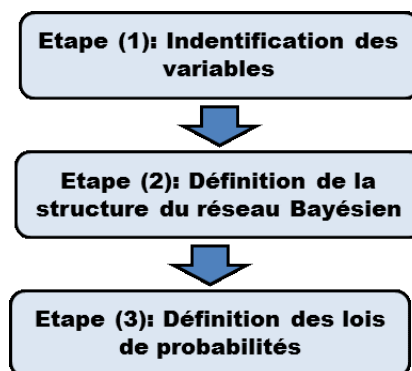 Etape (1): Indentification des
variables
Etape (2): Définition de la
structure du réseau Bayésien
Etape (3): Définition des lois
de probabilités